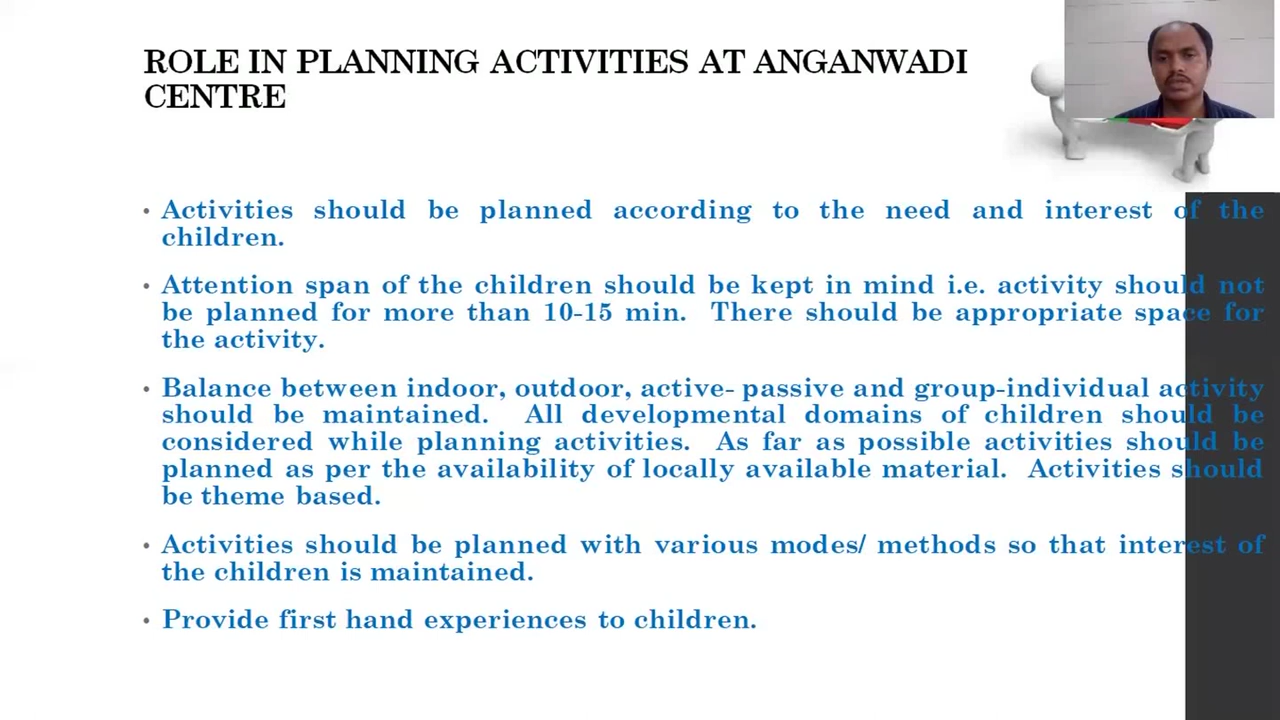 ROLE IN PLANNING ACTIVITIES AT ANGANWADI
CENTRE
• Activities should be planned according to the need and interest of the
children.
• Attention span of the children should be kept in mind i.e. activity should not
be planned for more than 10-15 min. There should be appropriate space for
the activity.
• Balance between indoor, outdoor, active- passive and group-individual activity
should be maintained. All developmental domains of children should be
considered while planning activities. As far as possible activities should be
planned as per the availability of locally available material. Activities should
be theme based.
• Activities should be planned with various modes/ methods so that interest of
the children is maintained.
• Provide first hand experiences to children.